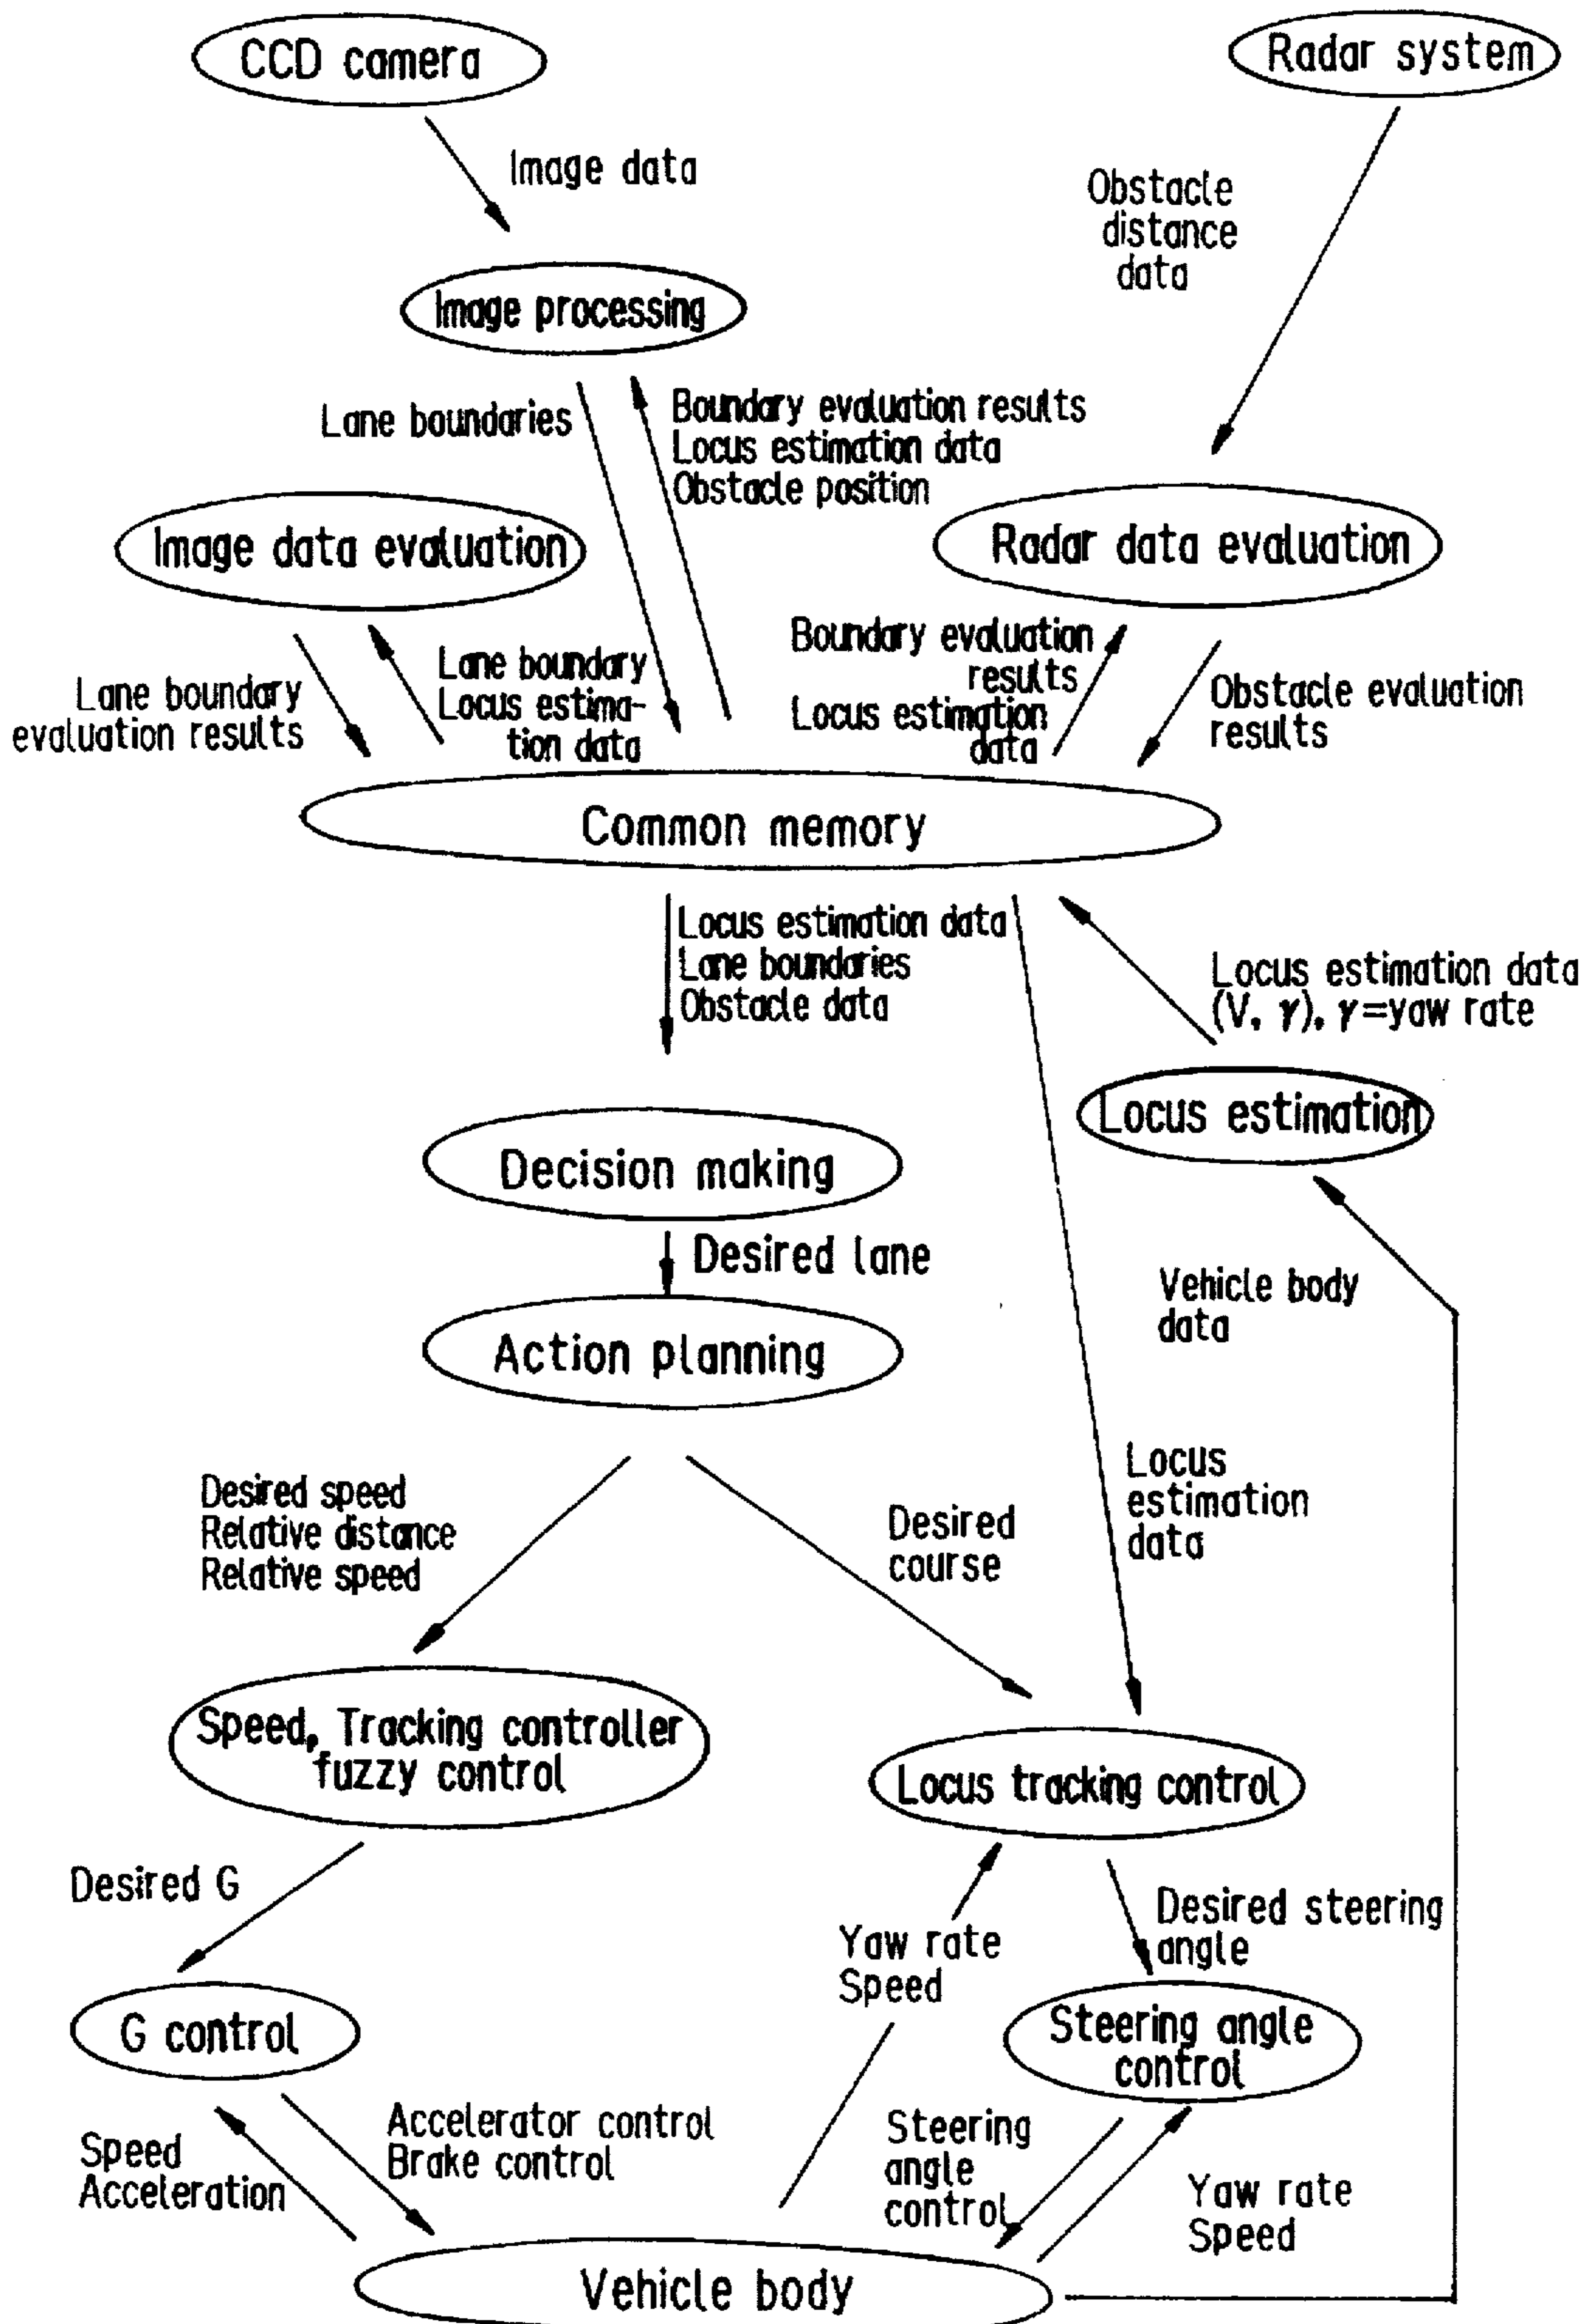 CCD camera
Radar system
Image data
Obstacle
distance
data
Image processing
Lane boundaries
Boundary evaluation results
Locus estimation data
Obstacle position
Image data evaluation
Radar data evaluation
Lane boundary
evaluation results
Lane boundary
Locus estima-
tion data
Boundary evaluation
results
Locus estimation
data
Obstacle evaluation
results
Common memory
Locus estimation data
Lane boundaries
Obstacle data
Locus estimation data
(V, γ), γ=yaw rate
Locus estimation
Decision making
Desired lane
Vehicle body
data
Action planning
Desired speed
Relative distance
Relative speed
Desired
course
Locus
estimation
data
Speed, Tracking controller
fuzzy control
Locus tracking control
Desired G
Yaw rate
Speed
Desired steering
angle
G control
Steering angle
control
Speed
Acceleration
Accelerator control
Brake control
Steering
angle
control
Yaw rate
Speed
Vehicle body